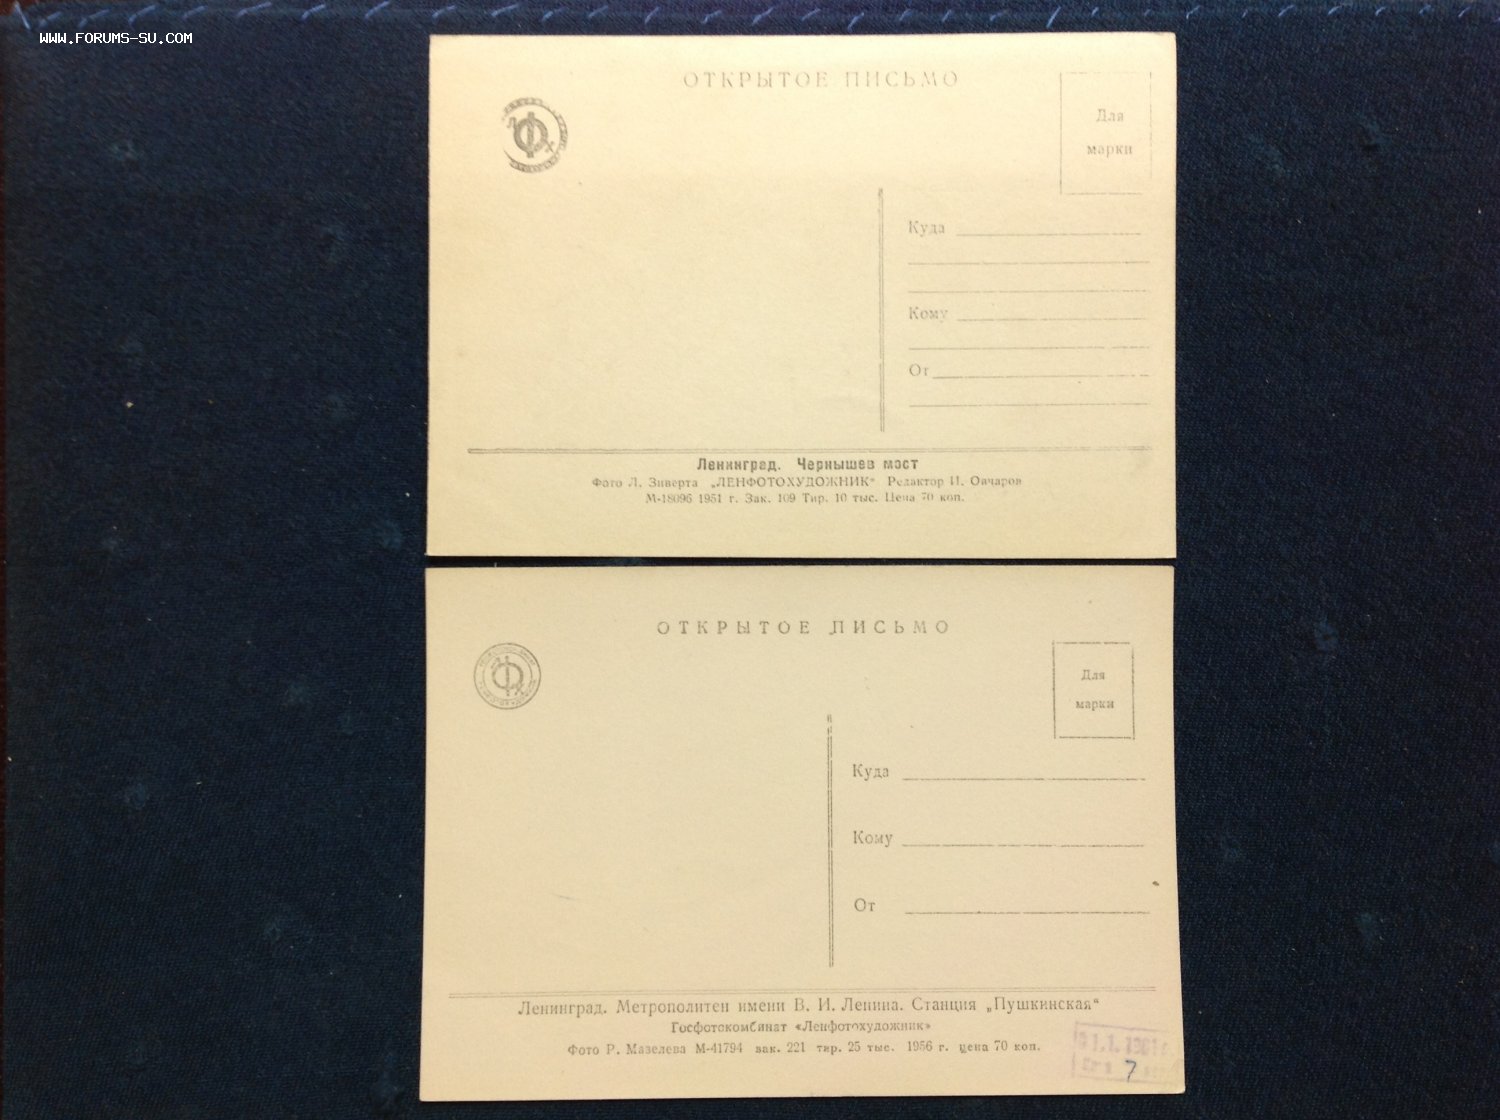 WWW.FORUMS-SU.COM
ОТКРЫТОЕ ПИСЬМО
Для
марки
Куда
Кому
От
Ленинград. Чернышев мост
Фото Л. Зиверта „ЛЕНФОТОХУДОЖНИК“ Редактор И. Овчаров
М-18096 1951 г. Зак. 109 Тир. 10 тыс. Цена 70 коп.
ОТКРЫТОЕ ПИСЬМО
Для
марки
Куда
Кому
От
Ленинград. Метрополитен имени В. И. Ленина. Станция „Пушкинская“
Госфотокомбинат «Ленфотохудожник»
Фото Р. Мазелева М-41794 зак. 221 тир. 25 тыс. 1956 г. цена 70 коп.
7